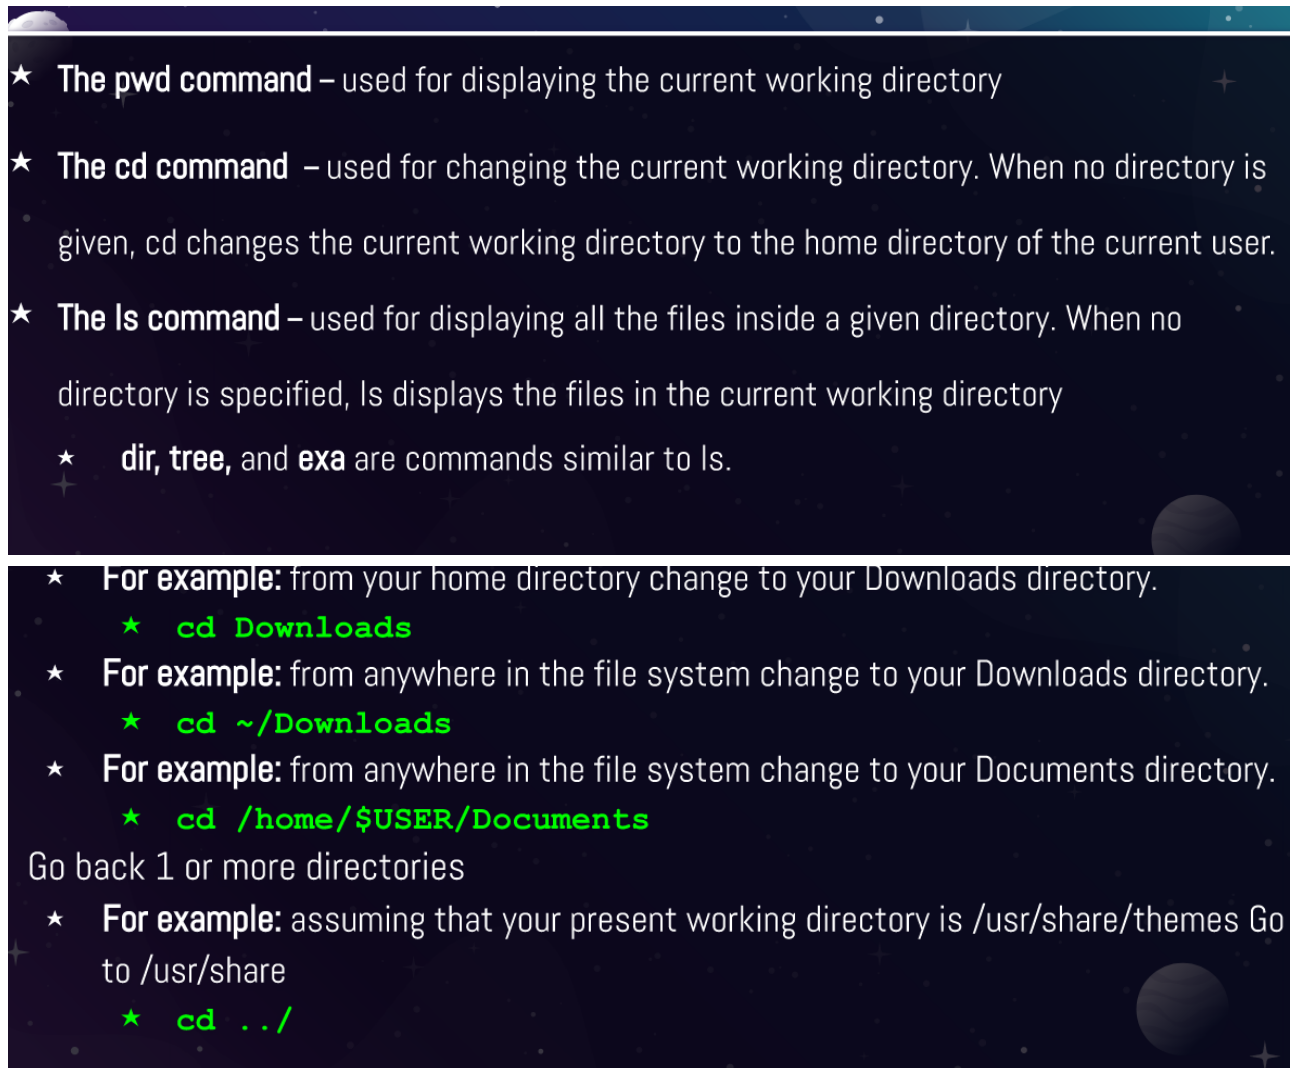 ★ The pwd command – used for displaying the current working directory
★ The cd command – used for changing the current working directory. When no directory is
given, cd changes the current working directory to the home directory of the current user.
★ The ls command – used for displaying all the files inside a given directory. When no
directory is specified, ls displays the files in the current working directory
★ dir, tree, and exa are commands similar to ls.
★ For example: from your home directory change to your Downloads directory.
★ cd Downloads
★ For example: from anywhere in the file system change to your Downloads directory.
★ cd ~/Downloads
★ For example: from anywhere in the file system change to your Documents directory.
★ cd /home/$USER/Documents
Go back 1 or more directories
★ For example: assuming that your present working directory is /usr/share/themes Go
to /usr/share
★ cd ../